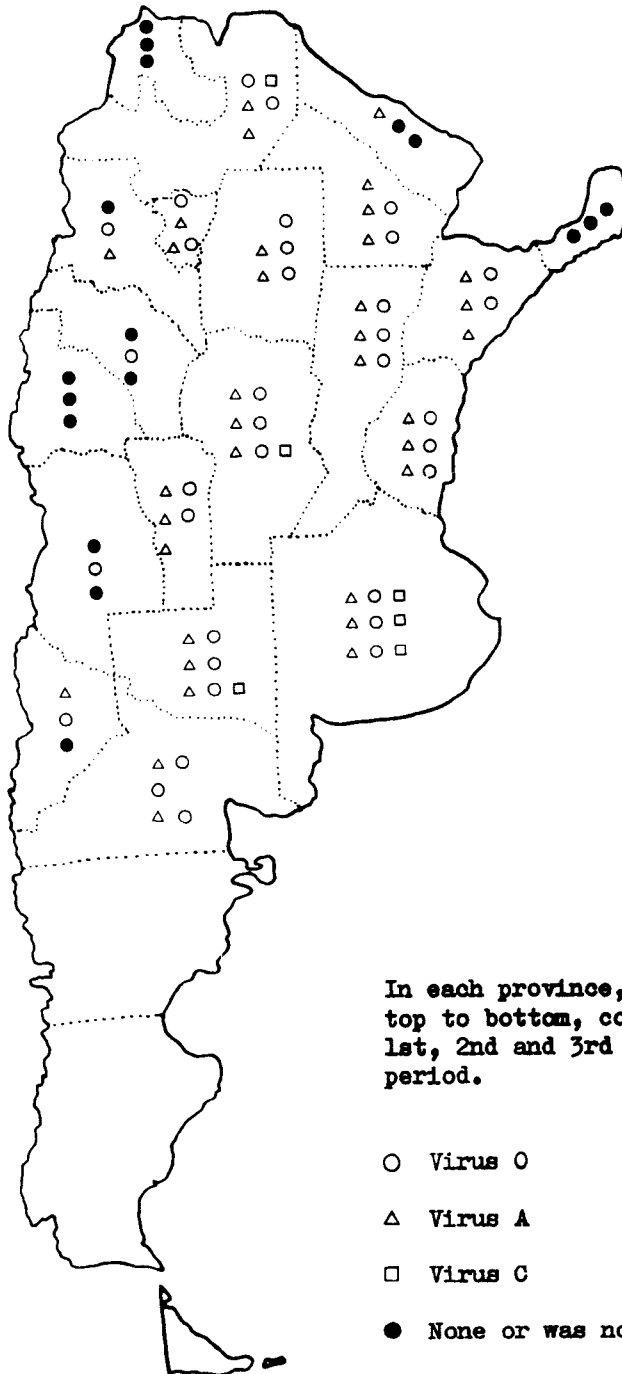 In each province,
top to bottom, co
1st, 2nd and 3rd
period.
○ Virus O
△ Virus A
□ Virus C
● None or was no